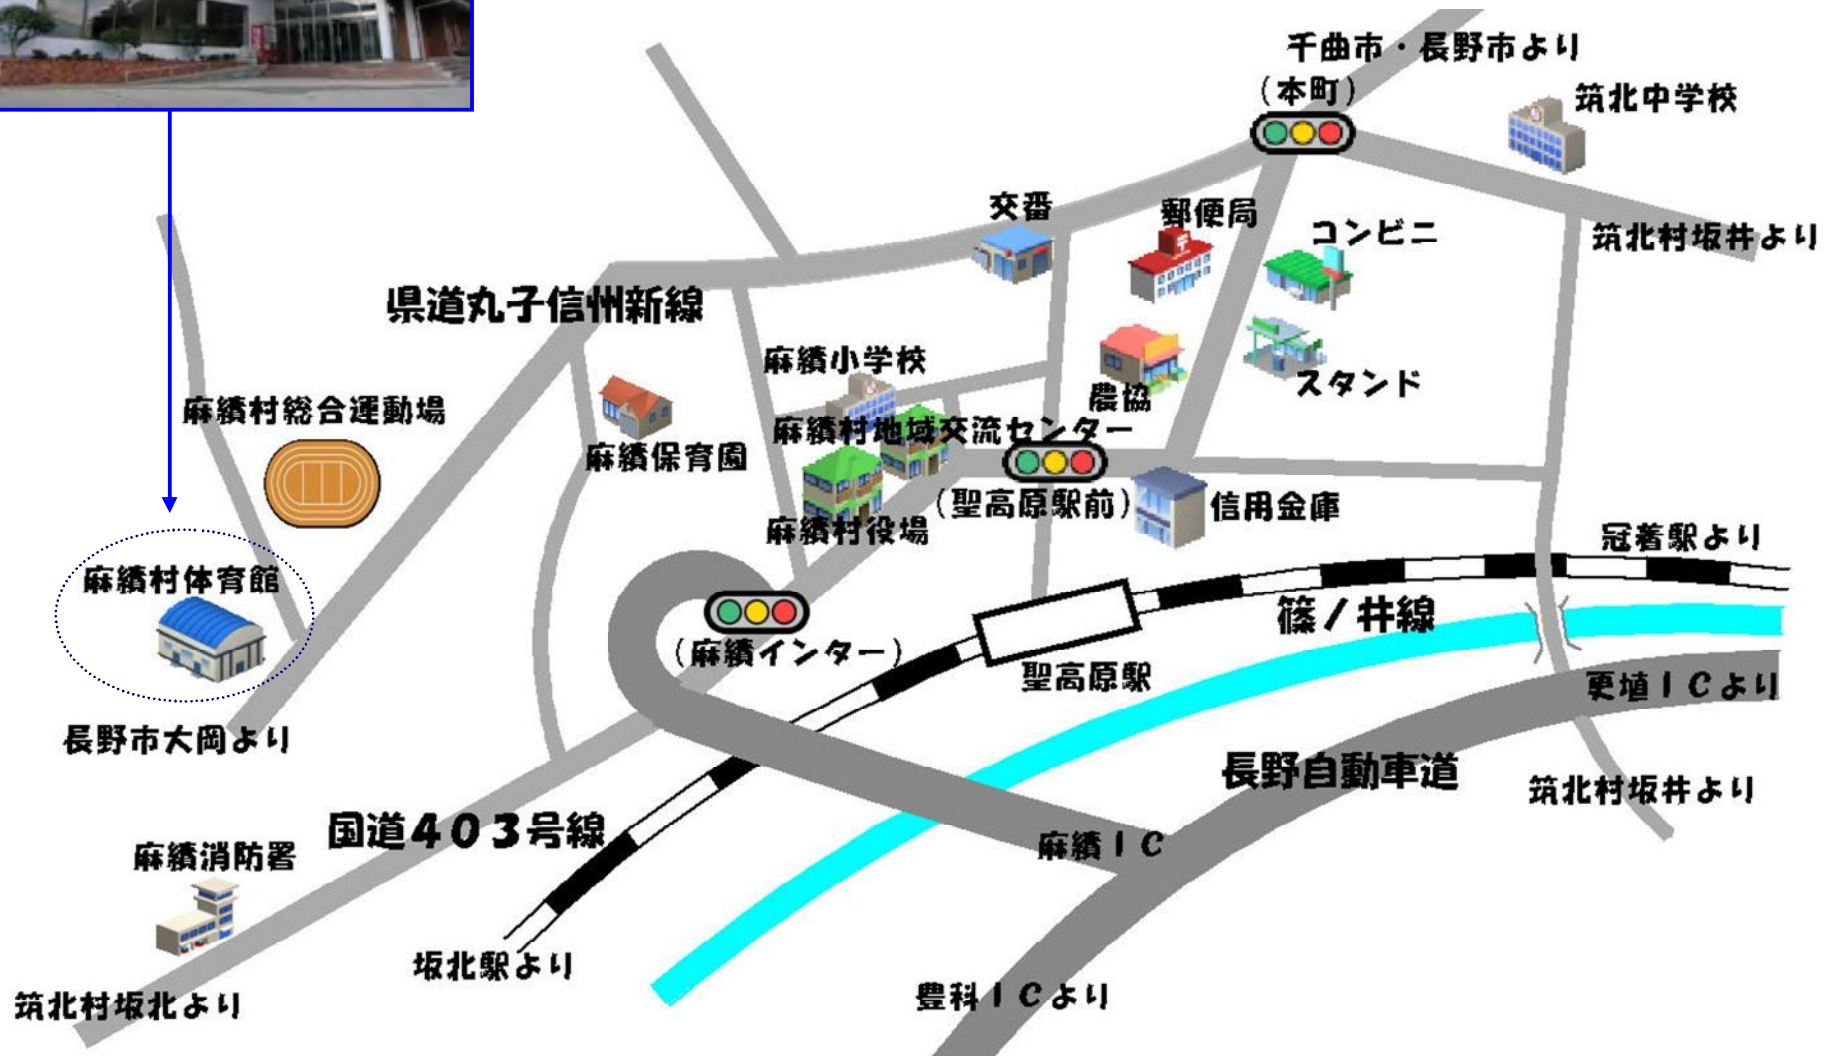 千曲市・長野市より
(本町)
筑北中学校
交番
郵便局
コンビニ
筑北村坂井より
県道丸子信州新線
麻績小学校
スタンド
農協
麻績村総合運動場
麻績村地域交流センター
麻績保育園
(聖高原駅前)
信用金庫
麻績村役場
冠着駅より
麻績村体育館
篠ノ井線
(麻績インター)
聖高原駅
更埴ICより
長野市大岡より
長野自動車道
筑北村坂井より
国道403号線
麻績IC
麻績消防署
坂北駅より
豊科ICより
筑北村坂北より